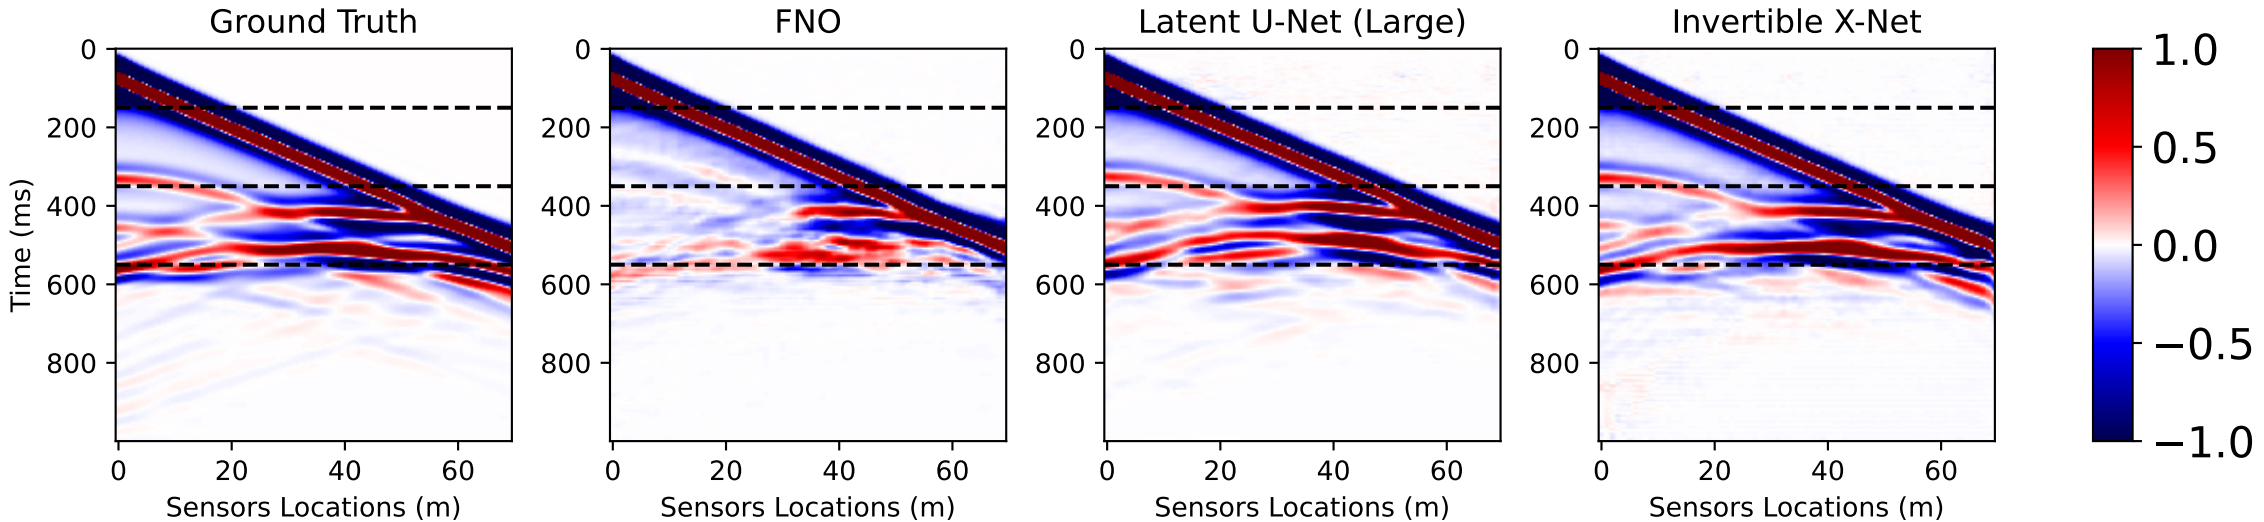 Ground Truth
FNO
Latent U-Net (Large)
Invertible X-Net
Time (ms)
0
200
400
600
800
0 20 40 60
Sensors Locations (m)
0
200
400
600
800
0 20 40 60
Sensors Locations (m)
0
200
400
600
800
0 20 40 60
Sensors Locations (m)
0
200
400
600
800
0 20 40 60
Sensors Locations (m)
1.0
0.5
0.0
−0.5
−1.0